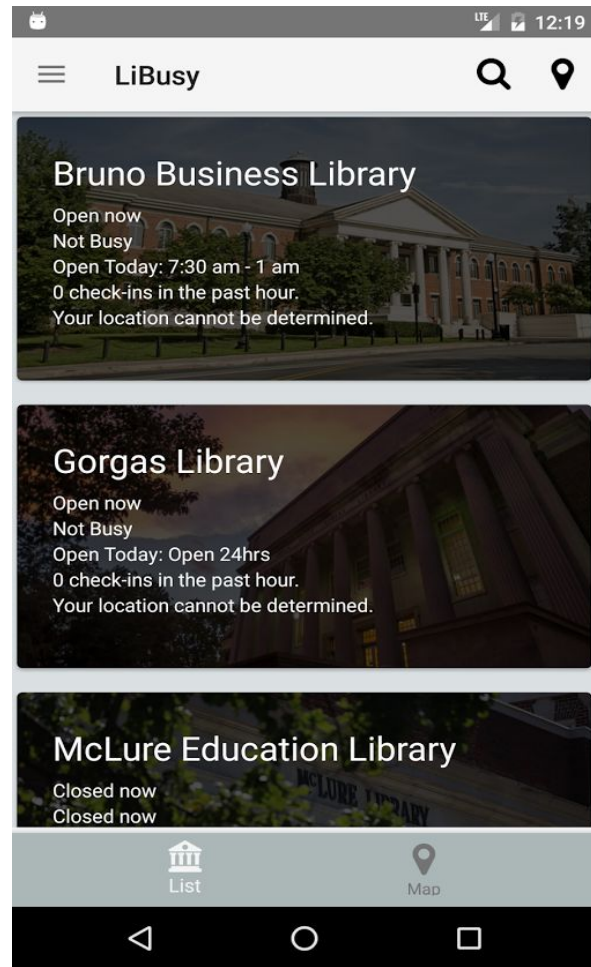 LTE 12:19
LiBusy
Bruno Business Library
Open now
Not Busy
Open Today: 7:30 am - 1 am
0 check-ins in the past hour.
Your location cannot be determined.
Gorgas Library
Open now
Not Busy
Open Today: Open 24hrs
0 check-ins in the past hour.
Your location cannot be determined.
McLure Education Library
Closed now
MCLURE LIBRARY
Closed now
List Map